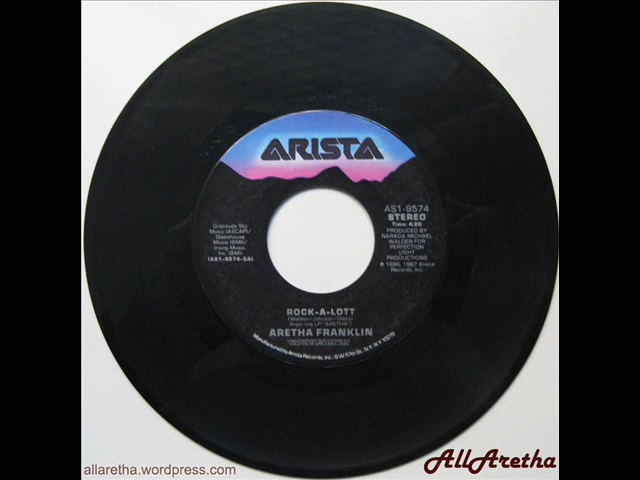 ARISTA
Gratitude Sky
Music (ASCAP)/
Glasshouse
Music (BMI)/
Irving Music,
Inc. (BMI)
(AS1-9574-SA)
AS1-9574
STEREO
Time: 4:20
PRODUCED BY
NARADA MICHAEL
WALDEN FOR
PERFECTION
LIGHT
PRODUCTIONS
℗ 1986, 1987 Arista
Records, Inc.
ROCK-A-LOTT
(Walden/Johnson/Glass)
(from the LP "ARETHA")
ARETHA FRANKLIN
Manufactured by Arista Records, Inc. 6 W 57th St., N.Y. N.Y. 10019
allaretha.wordpress.com
AllAretha